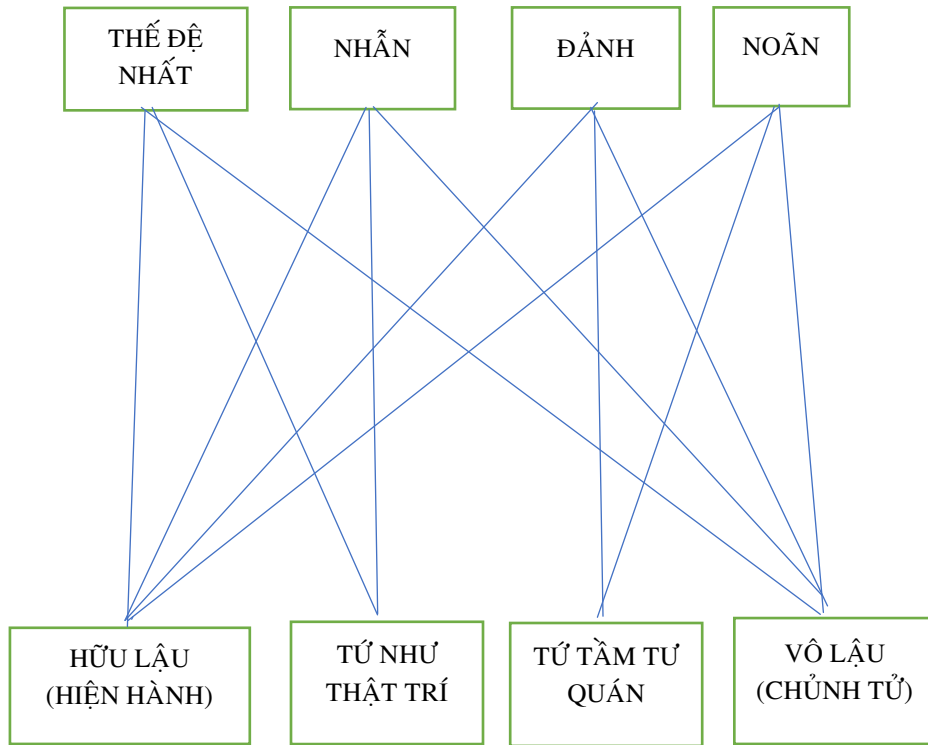 THẾ ĐỆ
NHẤT
NHẪN
ĐẢNH
NOÃN
HỮU LẬU
(HIỆN HÀNH)
TỨ NHƯ
THẬT TRÍ
TỨ TẦM TƯ
QUÁN
VÔ LẬU
(CHỦNH TỬ)